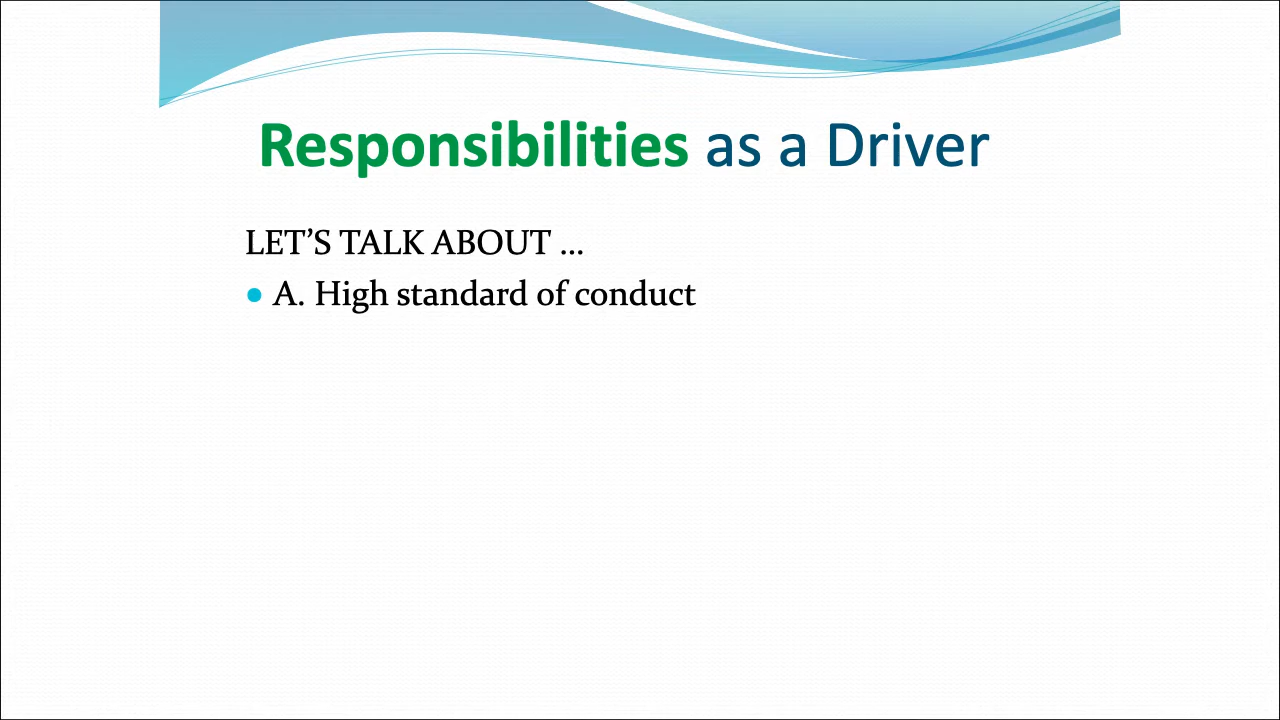 Responsibilities as a Driver
LET’S TALK ABOUT …
• A. High standard of conduct